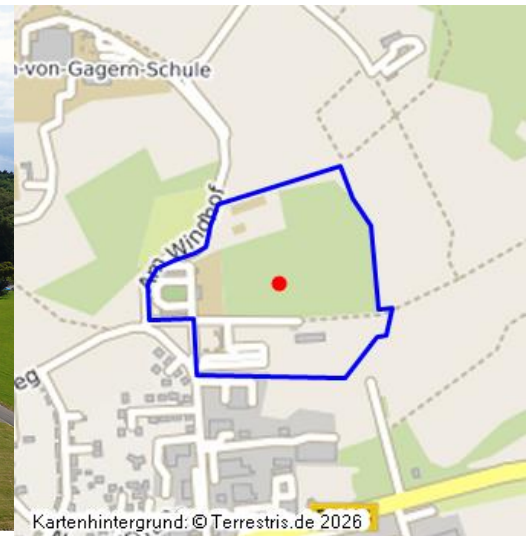 n-von-Gagern-Schule
Am Windhof
eg
Kartenhintergrund: © Terrestris.de 2026